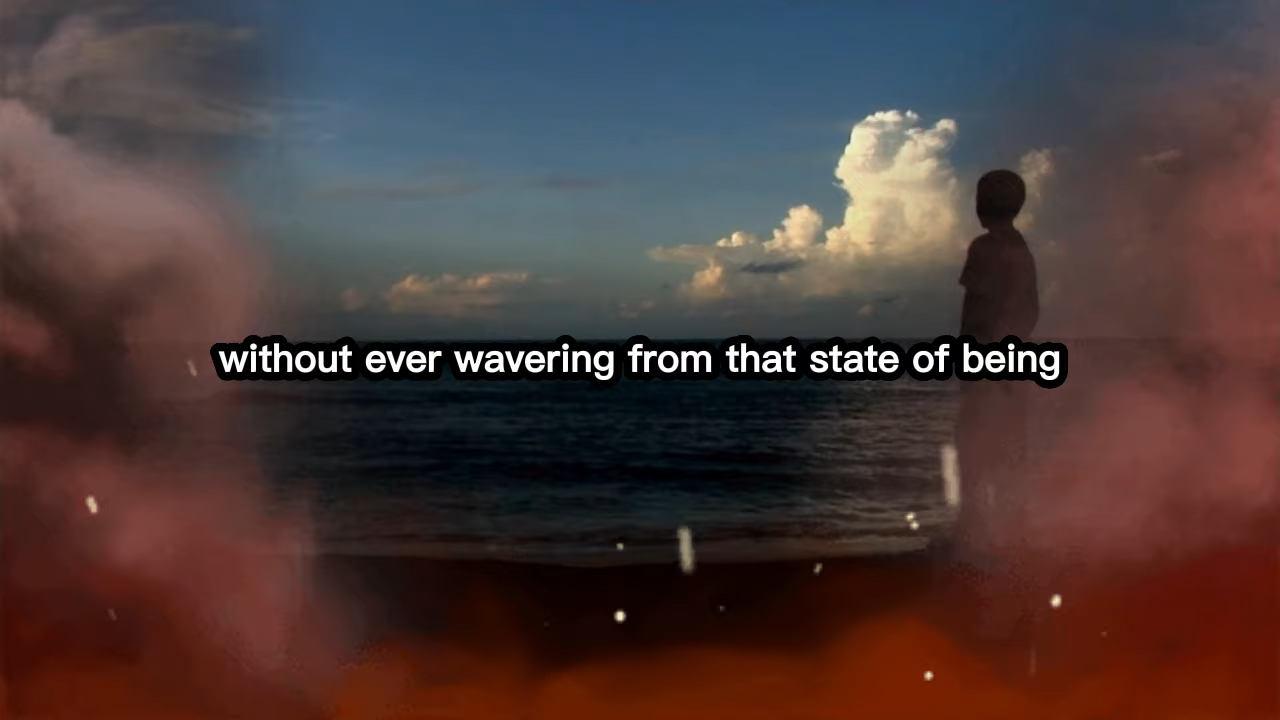 without ever wavering from that state of being